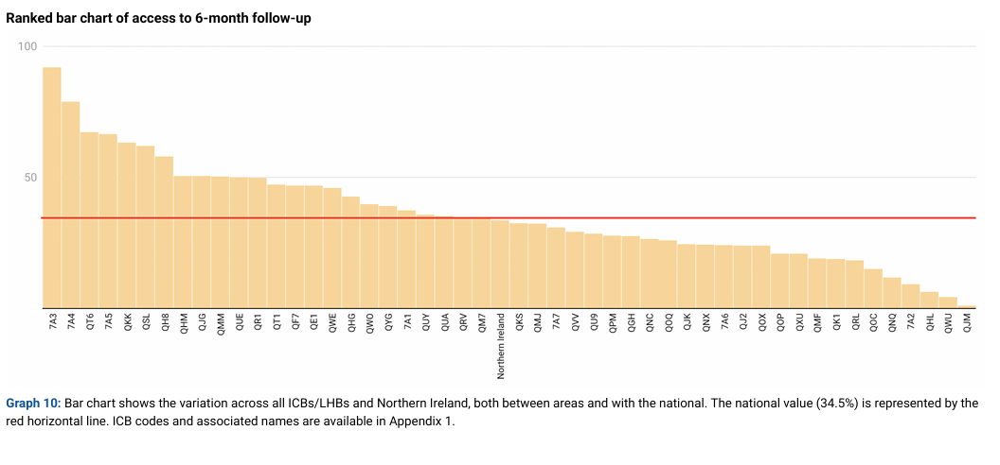 Ranked bar chart of access to 6-month follow-up
100
50
7A3
7A4
QT6
7A5
QKK
QSL
QH8
QHM
QJG
QMM
QUE
QR1
QT1
QF7
QE1
QWE
QHG
QWO
QYG
7A1
QUY
QUA
QRV
QM7
Northern Ireland
QKS
QMJ
7A7
QVV
QU9
QPM
QGH
QNC
QOQ
QJK
QNX
7A6
QJ2
QOX
QOP
QXU
QMF
QK1
QRL
QOC
QNQ
7A2
QHL
QWU
QJM
Graph 10: Bar chart shows the variation across all ICBs/LHBs and Northern Ireland, both between areas and with the national. The national value (34.5%) is represented by the
red horizontal line. ICB codes and associated names are available in Appendix 1.